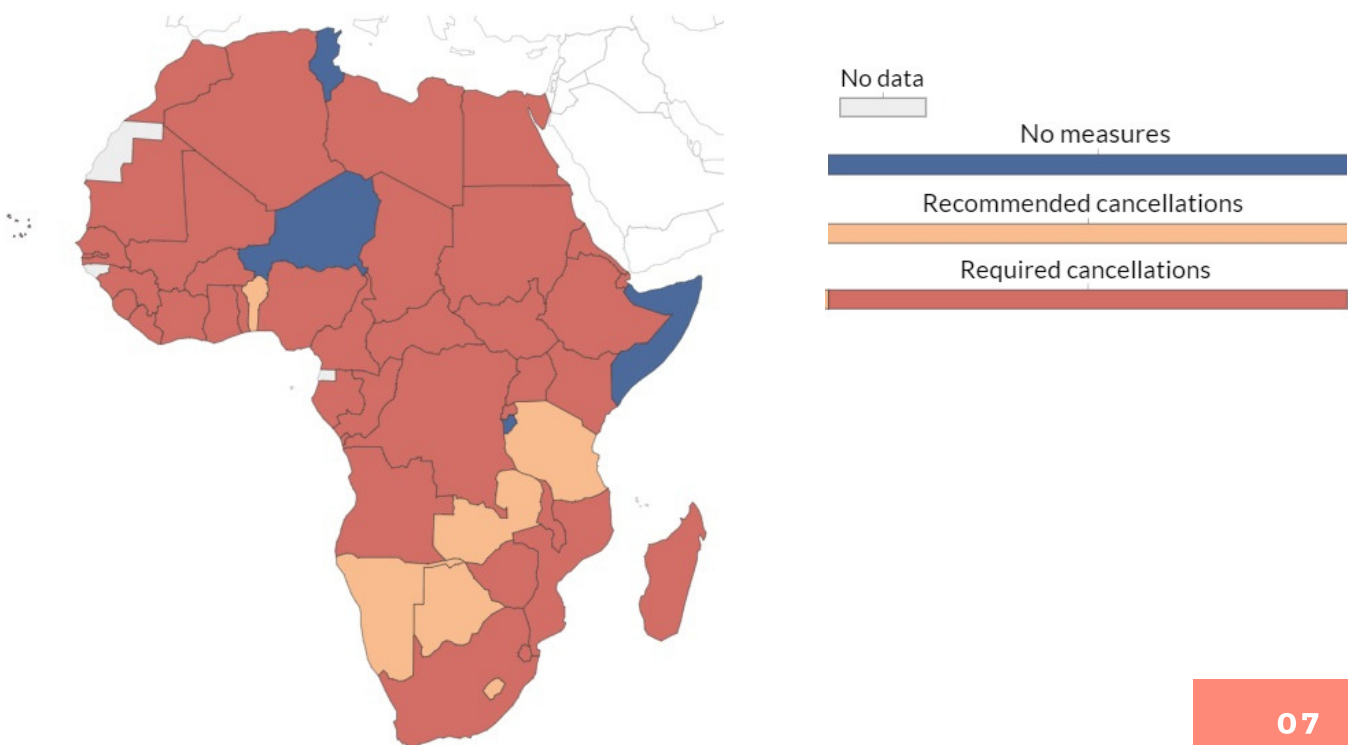 No data
No measures
Recommended cancellations
Required cancellations
07